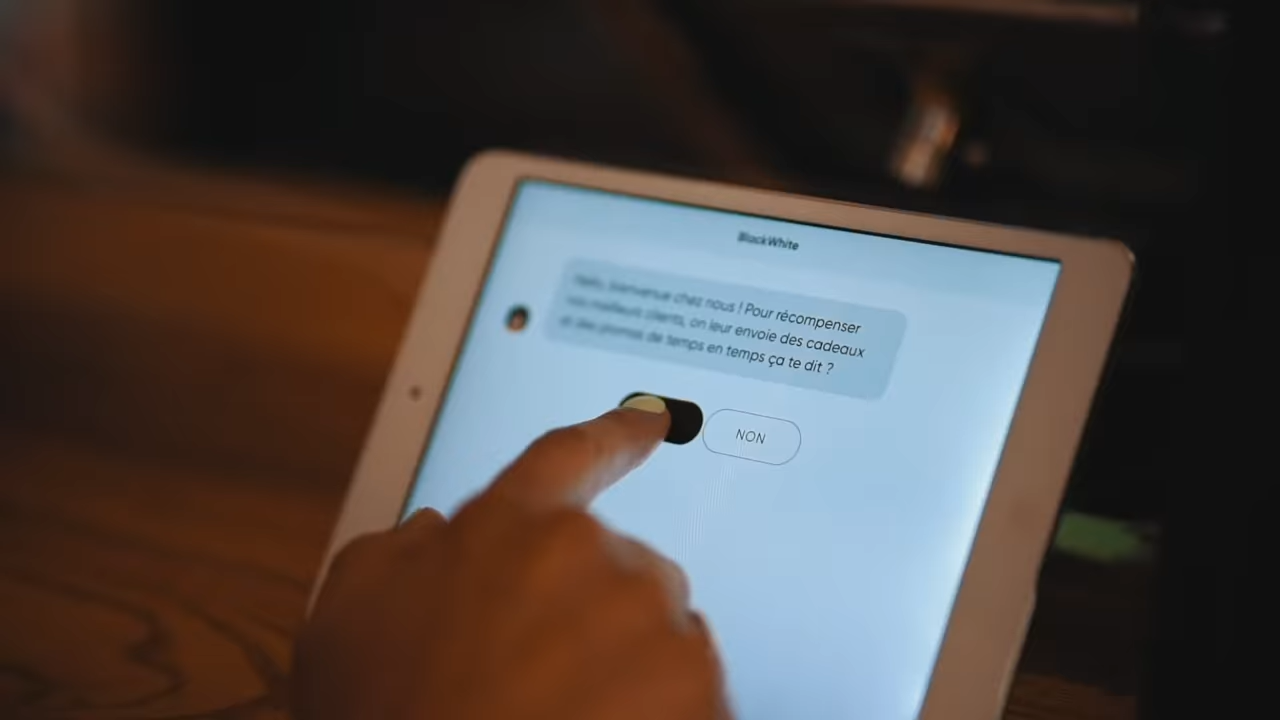 BlackWhite
Hello, bienvenue chez nous ! Pour récompenser
nos meilleurs clients, on leur envoie des cadeaux
et des promos de temps en temps ça te dit ?
NON